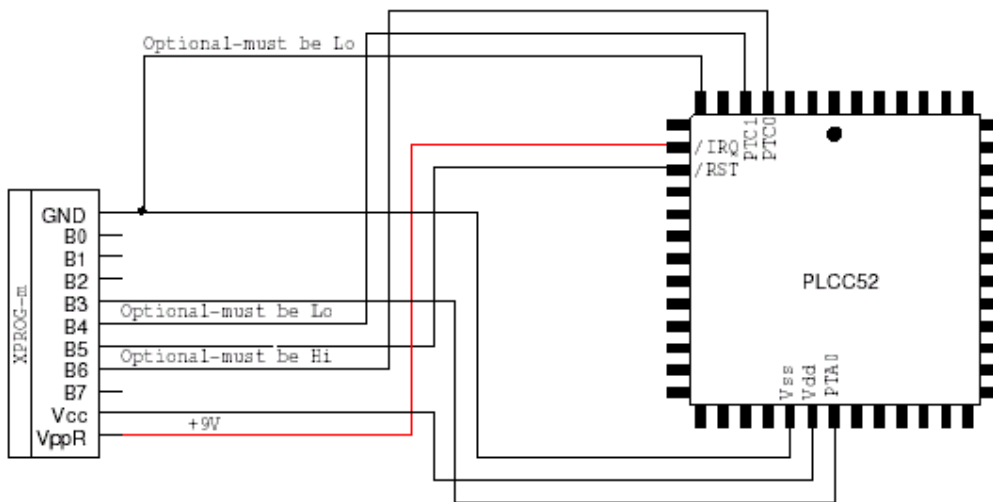 Optional-must be Lo
PTC1
PTC0
/IRQ
/RST
XPROG-m
GND
B0
B1
B2
B3
Optional-must be Lo
B4
B5
Optional-must be Hi
B6
B7
Vcc
+9V
VppR
PLCC52
Vss
Vdd
PTA0